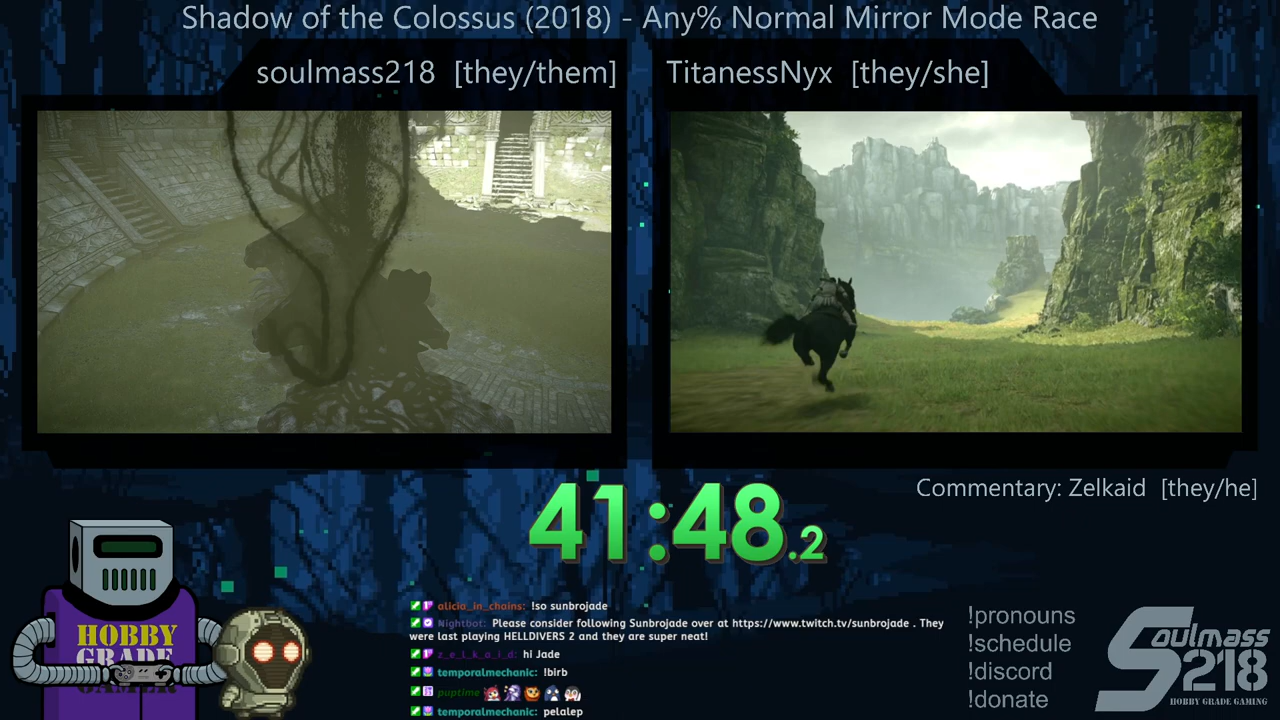 Shadow of the Colossus (2018) - Any% Normal Mirror Mode Race
soulmass218 [they/them]
TitanessNyx [they/she]
41:48.2
Commentary: Zelkaid [they/he]
alicia_in_chains: !so sunbrojade
Nightbot: Please consider following Sunbrojade over at https://www.twitch.tv/sunbrojade . They
were last playing HELLDIVERS 2 and they are super neat!
z_e_l_k_a_i_d: hi Jade
temporalmechanic: !birb
puptime
temporalmechanic: pelalep
!pronouns
!schedule
!discord
!donate
HOBBY
GRADE
GAMING
Soulmass
218
HOBBY GRADE GAMING